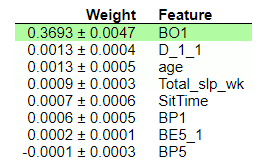 Weight Feature
0.3693 ± 0.0047 BO1
0.0013 ± 0.0004 D_1_1
0.0013 ± 0.0005 age
0.0009 ± 0.0003 Total_slp_wk
0.0007 ± 0.0006 SitTime
0.0006 ± 0.0005 BP1
0.0002 ± 0.0001 BE5_1
-0.0001 ± 0.0003 BP5